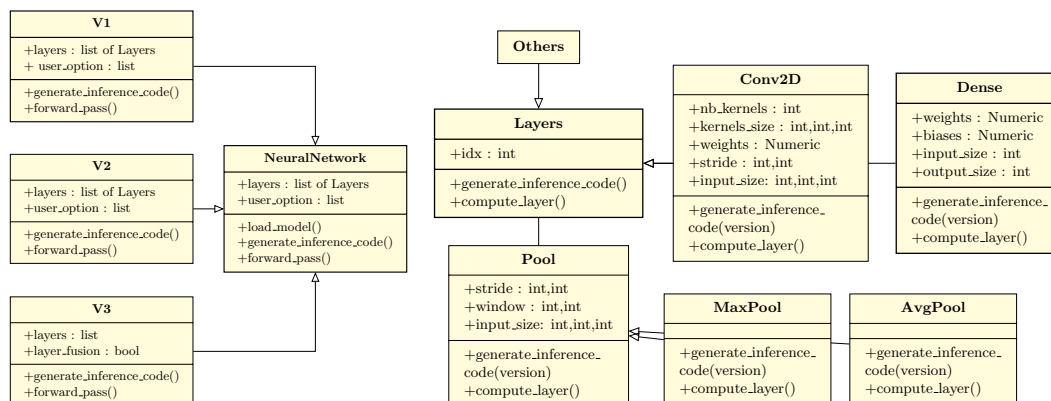 V1
+layers : list of Layers
+ user_option : list
+generate_inference_code()
+forward_pass()
V2
+layers : list of Layers
+user_option : list
+generate_inference_code()
+forward_pass()
V3
+layers : list
+layer_fusion : bool
+generate_inference_code()
+forward_pass()
NeuralNetwork
+layers : list of Layers
+user_option : list
+load_model()
+generate_inference_code()
+forward_pass()
Others
Layers
+idx : int
+generate_inference_code()
+compute_layer()
Conv2D
+nb_kernels : int
+kernels_size : int,int,int
+weights : Numeric
+stride : int,int
+input_size: int,int,int
+generate_inference_
code(version)
+compute_layer()
Dense
+weights : Numeric
+biases : Numeric
+input_size : int
+output_size : int
+generate_inference_
code(version)
+compute_layer()
Pool
+stride : int,int
+window : int,int
+input_size: int,int,int
+generate_inference_
code(version)
+compute_layer()
MaxPool
+generate_inference_
code(version)
+compute_layer()
AvgPool
+generate_inference_
code(version)
+compute_layer()